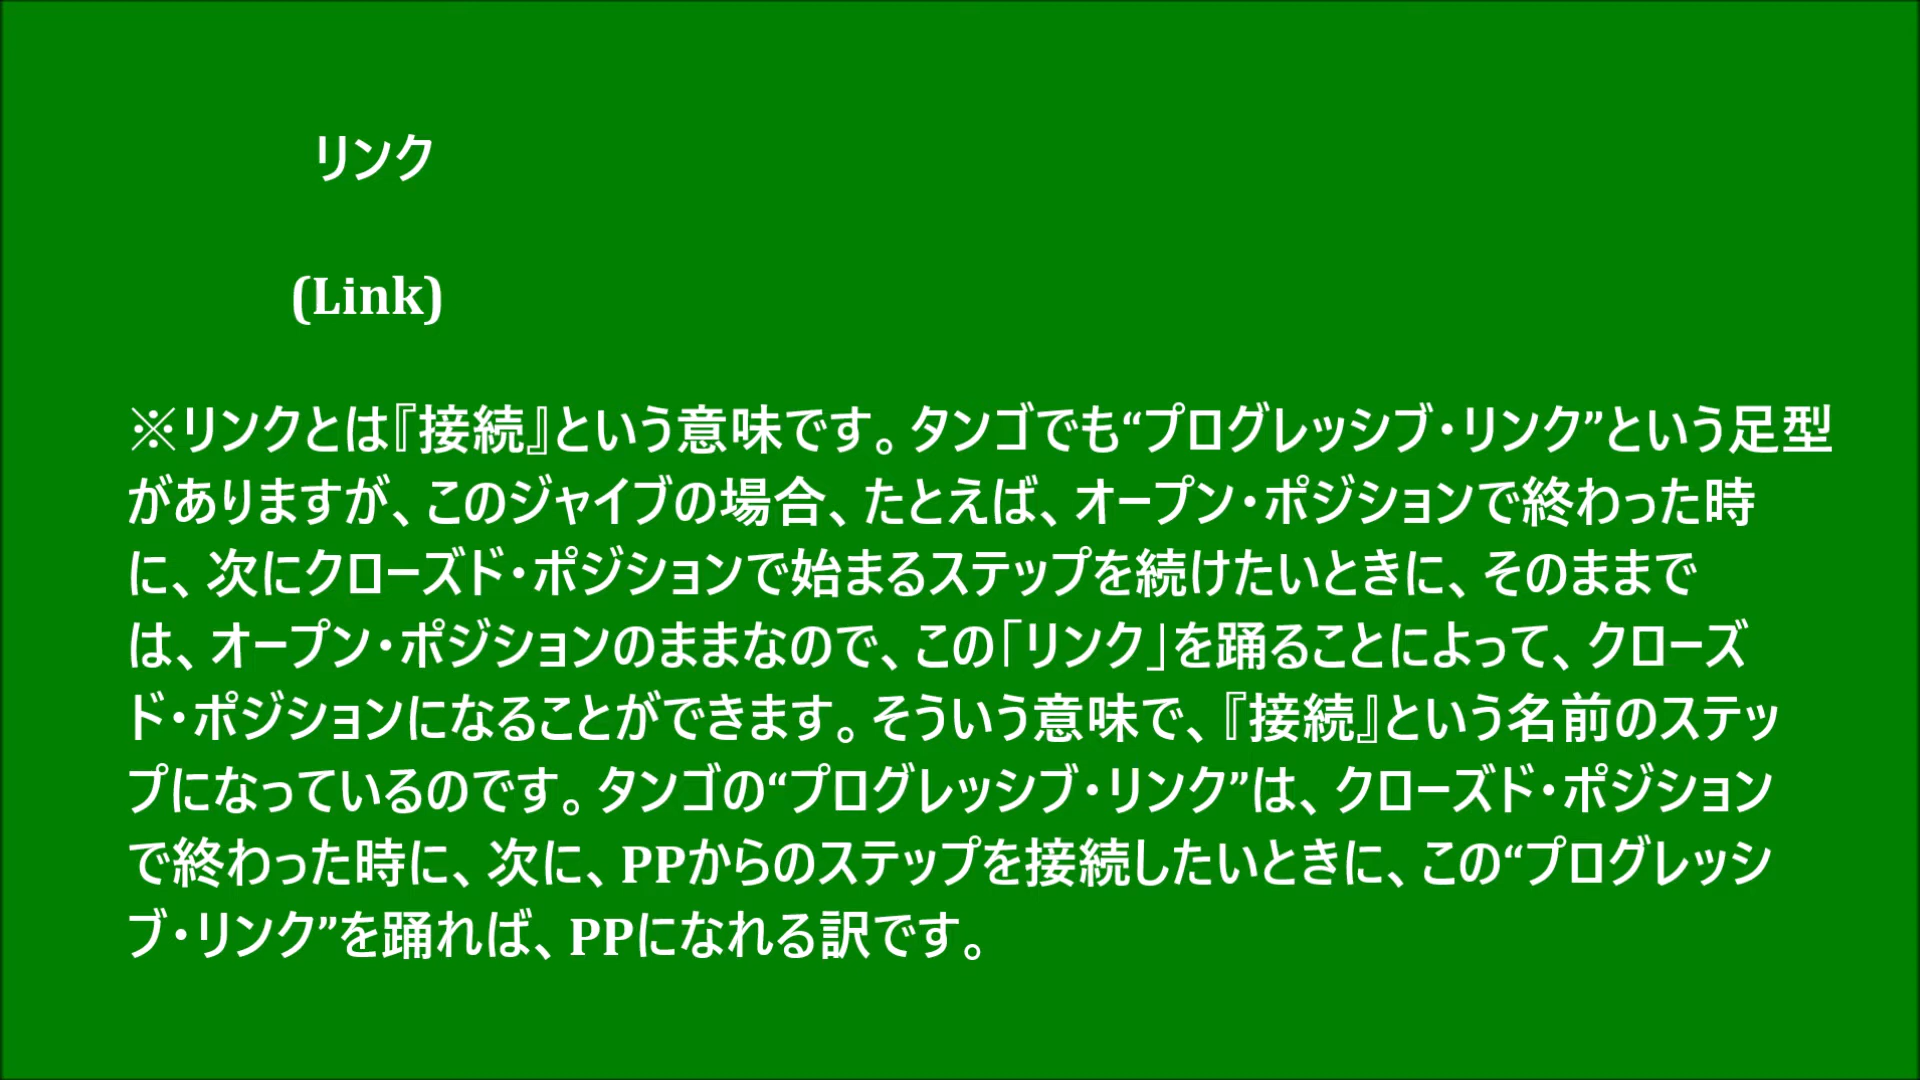 リンク
(Link)
※リンクとは『接続』という意味です。タンゴでも“プログレッシブ・リンク”という足型
がありますが、このジャイブの場合、たとえば、オープン・ポジションで終わった時
に、次にクローズド・ポジションで始まるステップを続けたいときに、そのままで
は、オープン・ポジションのままなので、この「リンク」を踊ることによって、クローズ
ド・ポジションになることができます。そういう意味で、『接続』という名前のステッ
プになっているのです。タンゴの“プログレッシブ・リンク”は、クローズド・ポジション
で終わった時に、次に、PPからのステップを接続したいときに、この“プログレッシ
ブ・リンク”を踊れば、PPになれる訳です。